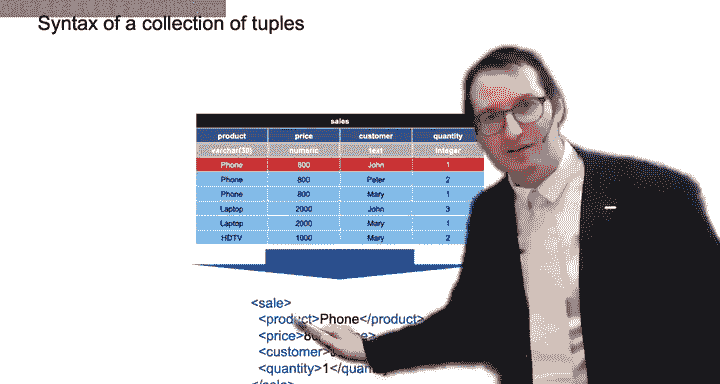 Syntax of a collection of tuples
sales
product price customer quantity
varchar(30) numeric text integer
Phone 800 John 1
Phone 800 Peter 2
Phone 800 Mary 1
Laptop 2000 John 3
Laptop 2000 Mary 1
HDTV 1000 Mary 2
<sale>
<product>Phone</product>
<price>
<customer>
<quantity>1</quan
</sale>